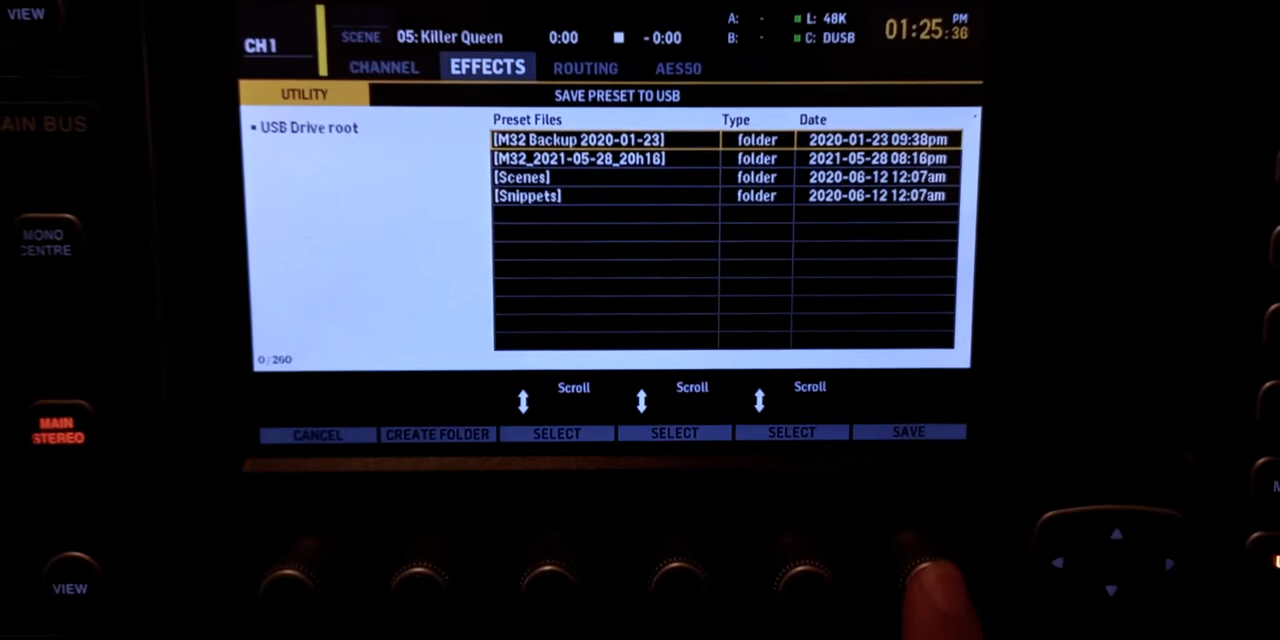 VIEW
CH 1
SCENE 05: Killer Queen 0:00 - 0:00
A: - L: 48K
B: - C: DUSB
01:25:36 PM
CHANNEL EFFECTS ROUTING AES50
UTILITY SAVE PRESET TO USB
AIN BUS
USB Drive root
Preset Files Type Date
[M32 Backup 2020-01-23] folder 2020-01-23 09:38pm
[M32_2021-05-28_20h16] folder 2021-05-28 08:16pm
[Scenes] folder 2020-06-12 12:07am
[Snippets] folder 2020-06-12 12:07am
MONO
CENTRE
0/260
Scroll Scroll Scroll
MAIN
STEREO
CANCEL CREATE FOLDER SELECT SELECT SELECT SAVE
VIEW